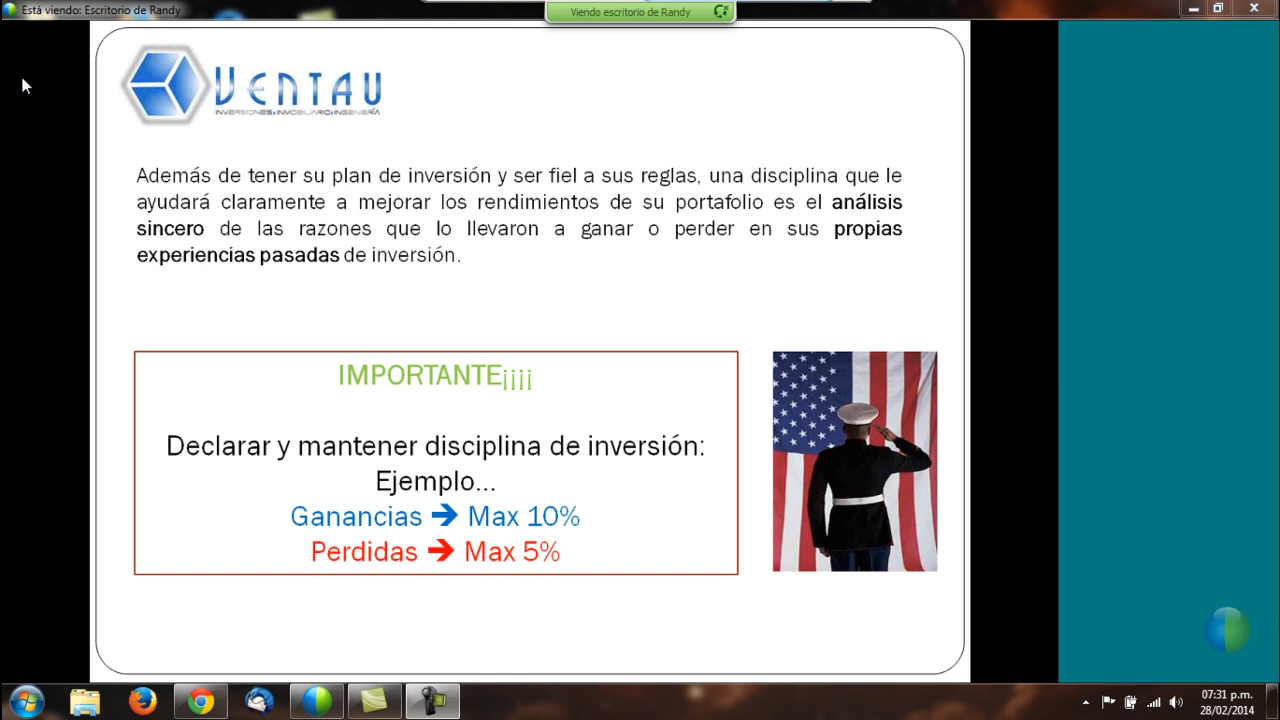 Está viendo: Escritorio de Randy
Viendo escritorio de Randy
VENTAU
INVERSIONES·INMOBILIARIO·INGENIERÍA
Además de tener su plan de inversión y ser fiel a sus reglas, una disciplina que le
ayudará claramente a mejorar los rendimientos de su portafolio es el análisis
sincero de las razones que lo llevaron a ganar o perder en sus propias
experiencias pasadas de inversión.
IMPORTANTE¡¡¡¡
Declarar y mantener disciplina de inversión:
Ejemplo...
Ganancias ➔ Max 10%
Perdidas ➔ Max 5%
07:31 p.m.
28/02/2014